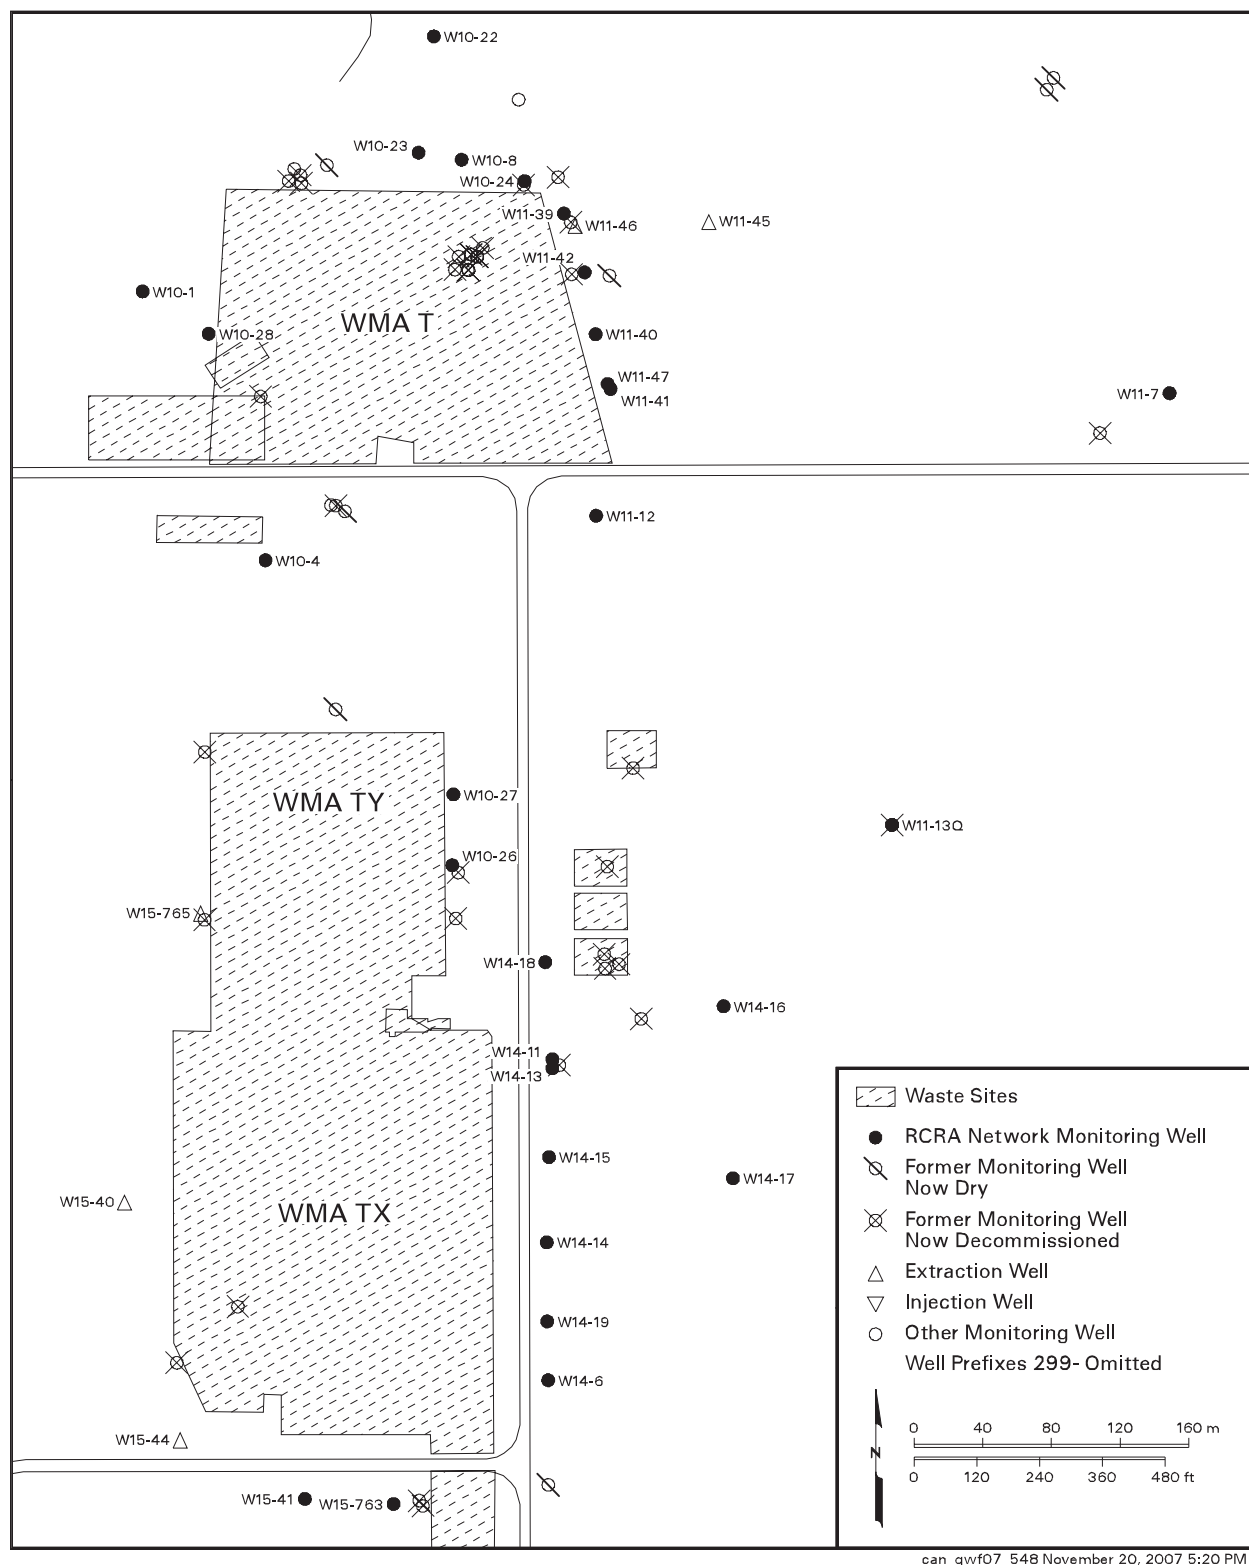 W10-22
W10-23
W10-8
W10-24
W11-39
W11-46
W11-45
W11-42
W10-1
WMA T
W10-28
W11-40
W11-47
W11-41
W11-7
W11-12
W10-4
WMA TY
W10-27
W11-13Q
W10-26
W15-765
W14-18
W14-16
W14-11
W14-13
W14-15
W14-17
W15-40
WMA TX
W14-14
W14-19
W14-6
W15-44
W15-41
W15-763
Waste Sites
RCRA Network Monitoring Well
Former Monitoring Well
Now Dry
Former Monitoring Well
Now Decommissioned
Extraction Well
Injection Well
Other Monitoring Well
Well Prefixes 299- Omitted
0 40 80 120 160 m
N
0 120 240 360 480 ft
can_gwf07_548 November 20, 2007 5:20 PM